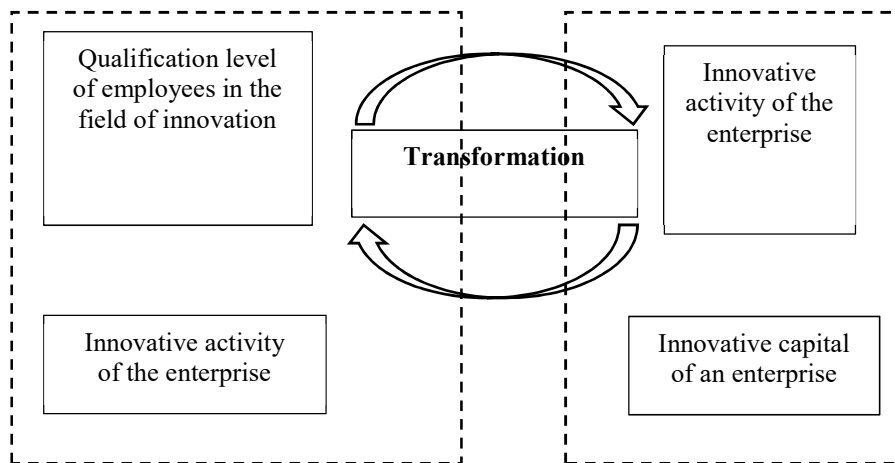 Qualification level
of employees in the
field of innovation
Transformation
Innovative
activity of the
enterprise
Innovative activity
of the enterprise
Innovative capital
of an enterprise